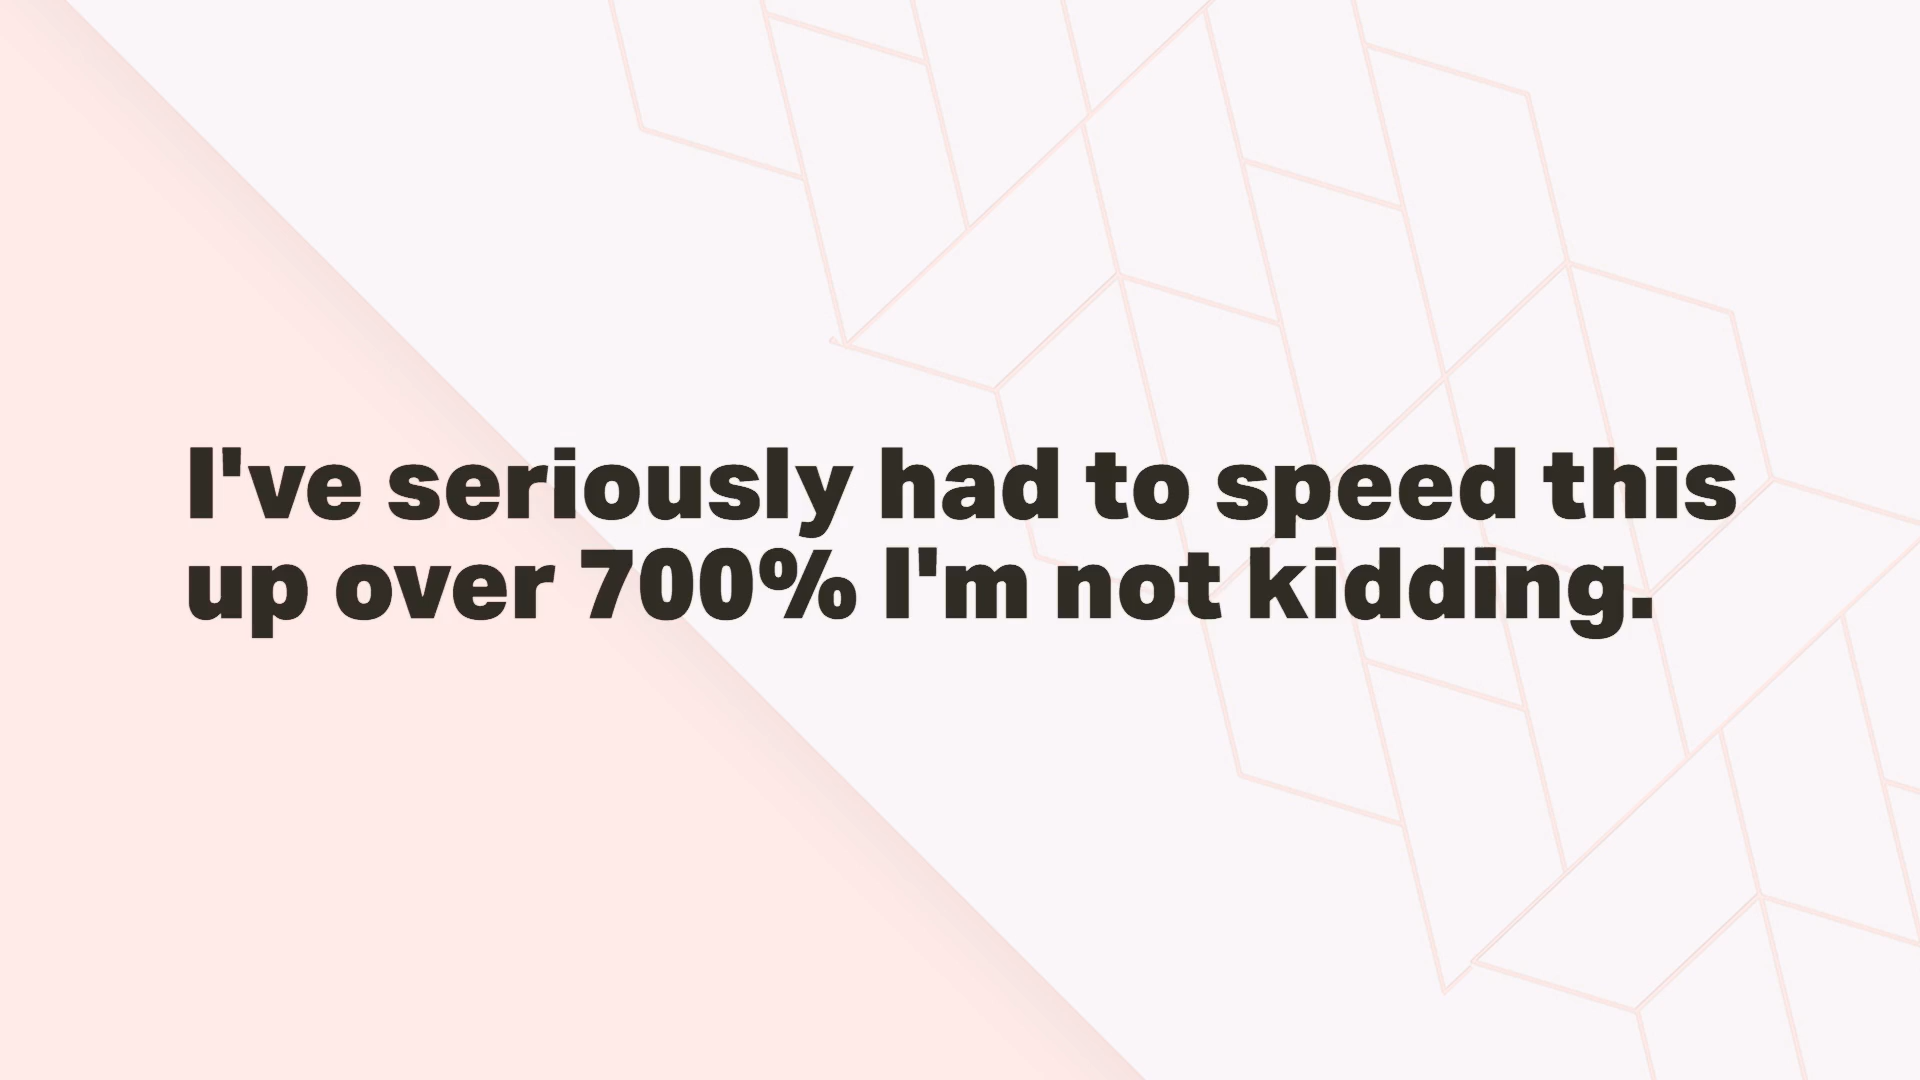 I've seriously had to speed this
up over 700% I'm not kidding.